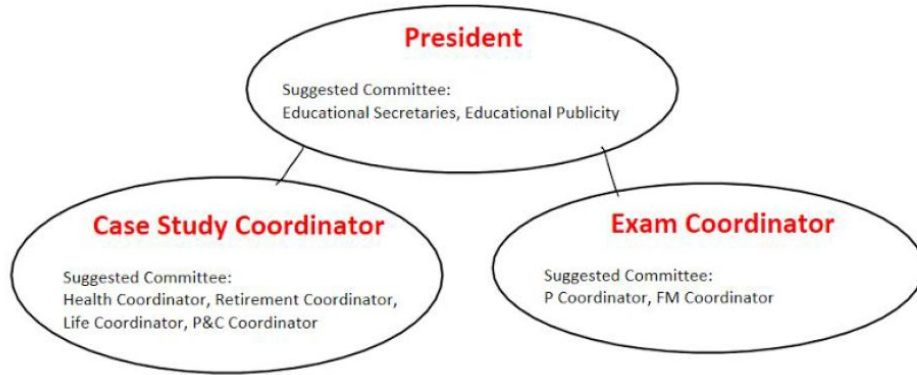 President
Suggested Committee:
Educational Secretaries, Educational Publicity
Case Study Coordinator
Suggested Committee:
Health Coordinator, Retirement Coordinator,
Life Coordinator, P&C Coordinator
Exam Coordinator
Suggested Committee:
P Coordinator, FM Coordinator